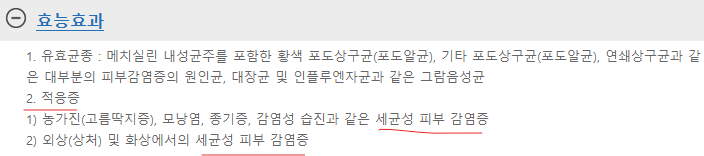 효능효과
1. 유효균종 : 메치실린 내성균주를 포함한 황색 포도상구균(포도알균), 기타 포도상구균(포도알균), 연쇄상구균과 같
은 대부분의 피부감염증의 원인균, 대장균 및 인플루엔자균과 같은 그람음성균
2. 적응증
1) 농가진(고름딱지증), 모낭염, 종기증, 감염성 습진과 같은 세균성 피부 감염증
2) 외상(상처) 및 화상에서의 세균성 피부 감염증